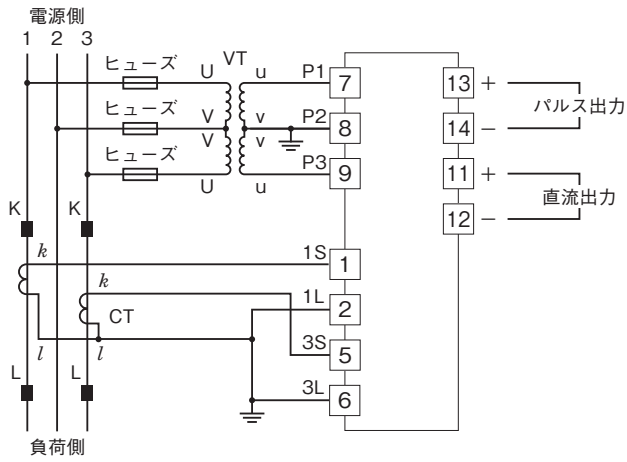 電源側
1 2 3
ヒューズ U VT u P1 7 13 +
パルス出力
ヒューズ V v P2 8 14 −
ヒューズ V v 11 +
U u P3 9
直流出力
12 −
K K
k 1S 1
k 1L 2
CT
l l 3S 5
L L 3L 6
負荷側